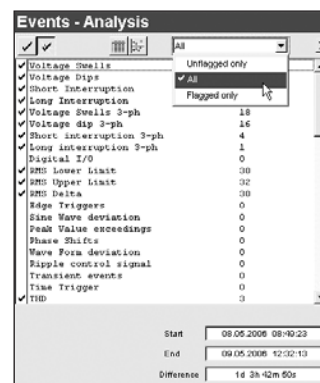 Events - Analysis
All
Unflagged only
All
Flagged only
Voltage Swells
Voltage Dips
Short Interruption
Long Interruption
Voltage Swells 3-ph 18
Voltage dip 3-ph 16
Short interruption 3-ph 4
Long interruption 3-ph 1
Digital I/O 0
RMS Lower Limit 30
RMS Upper Limit 32
RMS Delta 30
Edge Triggers 0
Sine Wave deviation 0
Peak Value exceedings 0
Phase Shifts 0
Wave Form deviation 0
Ripple control signal 0
Transient events 0
Time Trigger 0
THD 3
Start 08.05.2006 08:49:23
End 09.05.2006 12:32:13
Difference 1d 3h 42m 50s